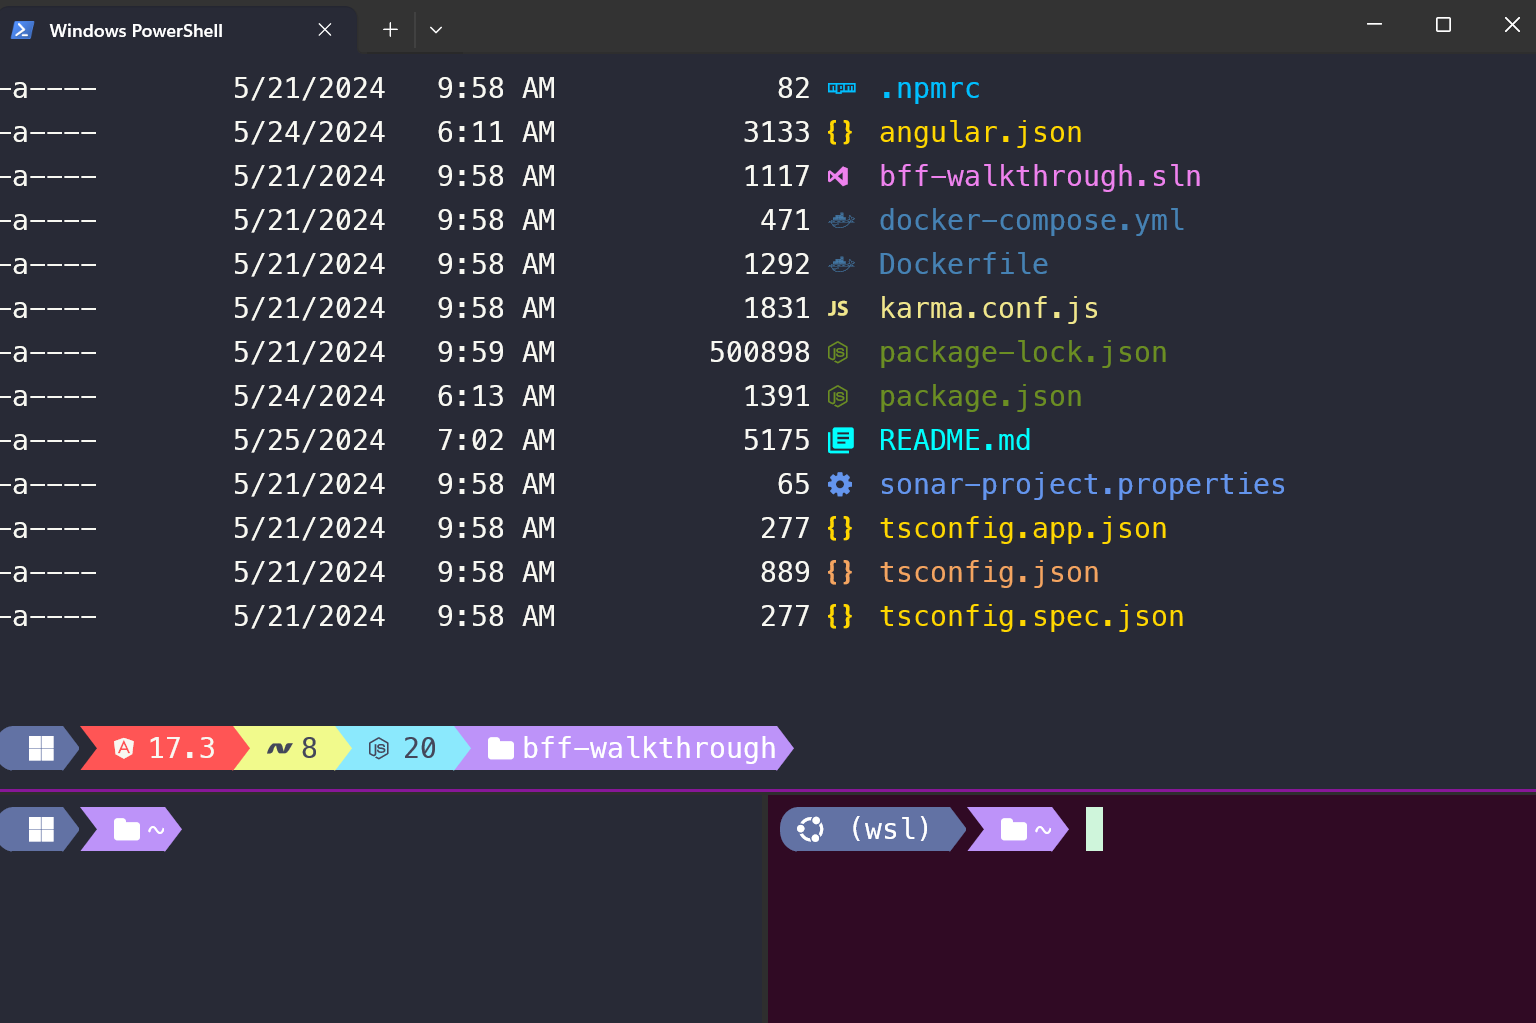 Windows PowerShell
-a---- 5/21/2024 9:58 AM 82 npm .npmrc
-a---- 5/24/2024 6:11 AM 3133 {} angular.json
-a---- 5/21/2024 9:58 AM 1117 bff-walkthrough.sln
-a---- 5/21/2024 9:58 AM 471 docker-compose.yml
-a---- 5/21/2024 9:58 AM 1292 Dockerfile
-a---- 5/21/2024 9:58 AM 1831 JS karma.conf.js
-a---- 5/21/2024 9:59 AM 500898 JS package-lock.json
-a---- 5/24/2024 6:13 AM 1391 JS package.json
-a---- 5/25/2024 7:02 AM 5175 README.md
-a---- 5/21/2024 9:58 AM 65 sonar-project.properties
-a---- 5/21/2024 9:58 AM 277 {} tsconfig.app.json
-a---- 5/21/2024 9:58 AM 889 {} tsconfig.json
-a---- 5/21/2024 9:58 AM 277 {} tsconfig.spec.json
A 17.3 8 JS 20 bff-walkthrough
~
(wsl) ~